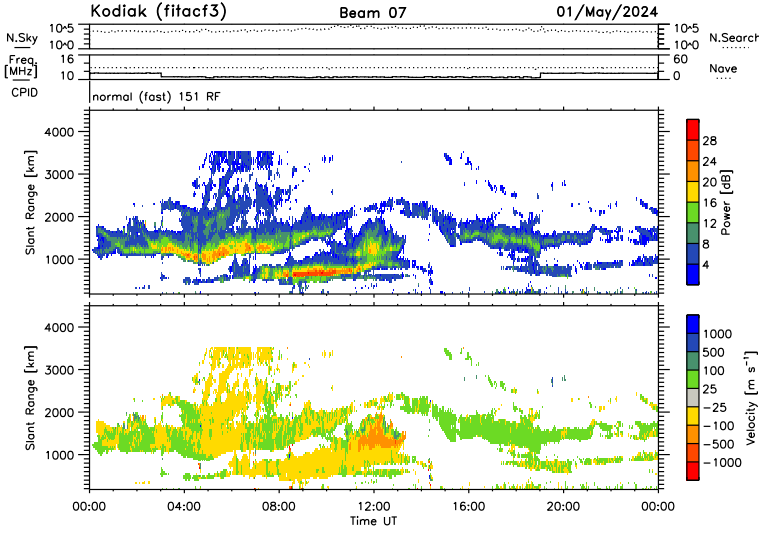 Kodiak (fitacf3) Beam 07 01/May/2024
N.Sky 10^5 10^0 10^5 10^0 N.Search
Freq. [MHz] 16 10 60 0 Nave
CPID normal (fast) 151 RF
Slant Range [km] 4000 3000 2000 1000
28 24 20 16 12 8 4 Power [dB]
Slant Range [km] 4000 3000 2000 1000
1000 500 100 25 -25 -100 -500 -1000 Velocity [m s⁻¹]
00:00 04:00 08:00 12:00 16:00 20:00 00:00
Time UT